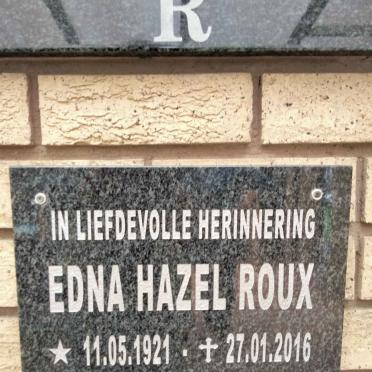 R
IN LIEFDEVOLLE HERINNERING
EDNA HAZEL ROUX
★ 11.05.1921 - ✝ 27.01.2016